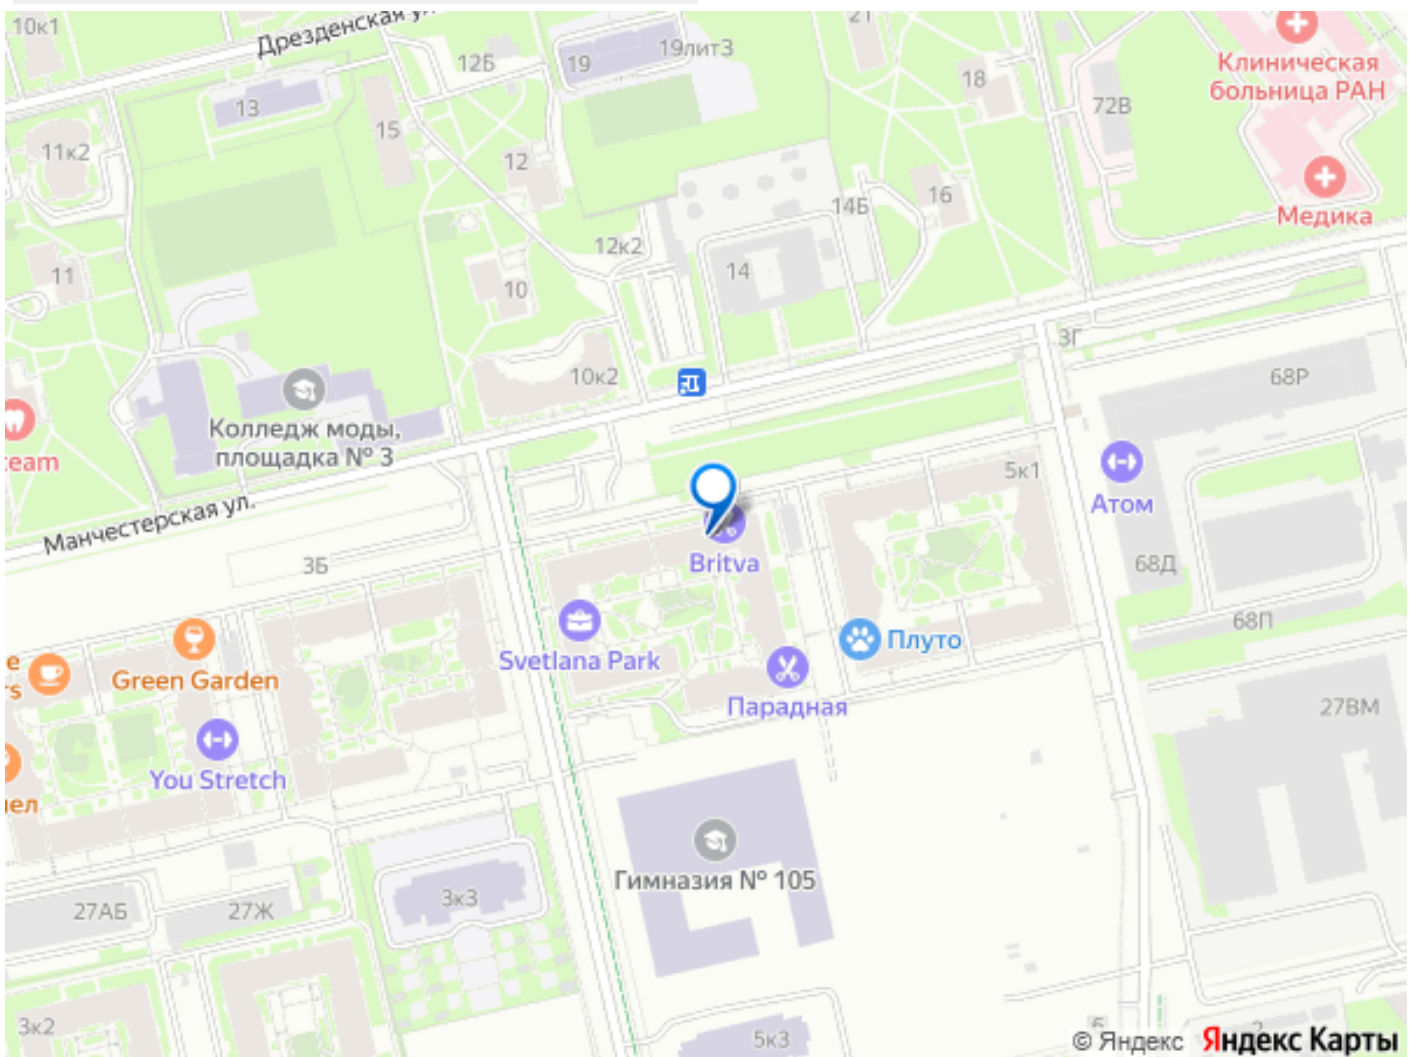 10к1
Дрезденская ул.
12Б
19
19лит3
21
18
Клиническая
больница РАН
72В
13
15
11к2
12
16
14Б
Медика
12к2
14
11
10
3Г
10к2
68Р
Колледж моды,
площадка № 3
team
5к1
Атом
Манчестерская ул.
Britva
3Б
68Д
68П
Плуто
Svetlana Park
Green Garden
Парадная
27ВМ
You Stretch
Гимназия № 105
3к3
27АБ
27Ж
3к2
5к3
© Яндекс Яндекс Карты